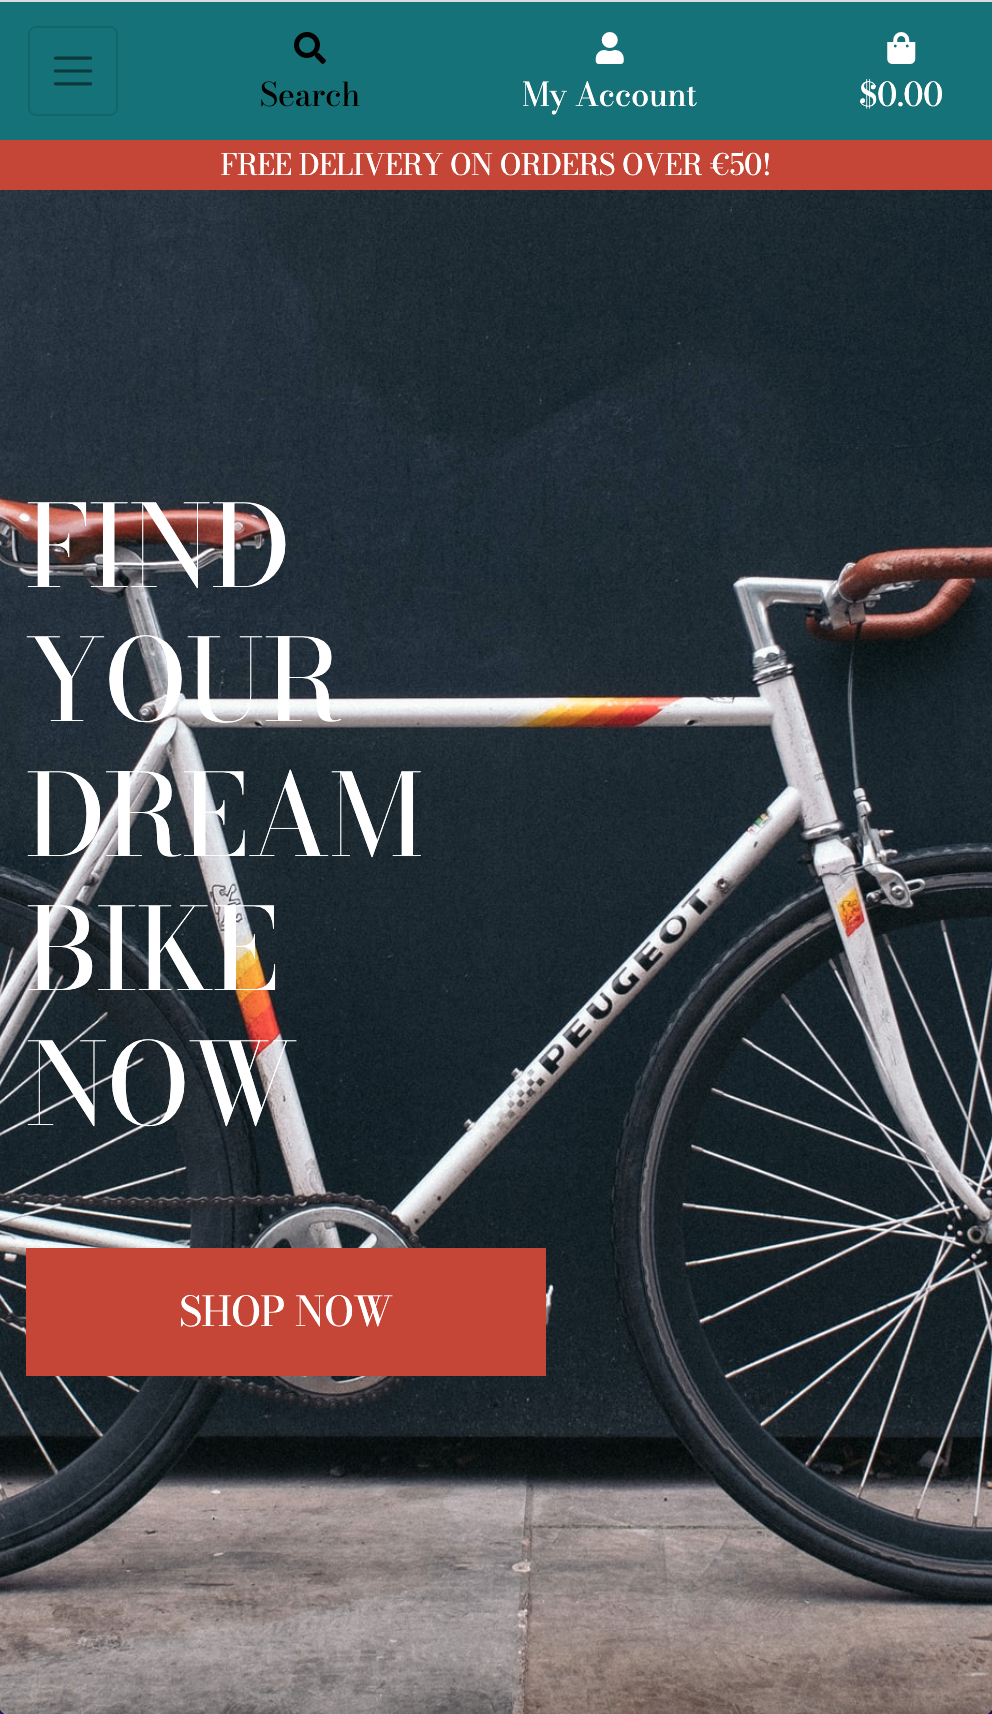 Search
My Account
$0.00
FREE DELIVERY ON ORDERS OVER €50!
FIND
YOUR
DREAM
BIKE
NOW
PEUGEOT
SHOP NOW